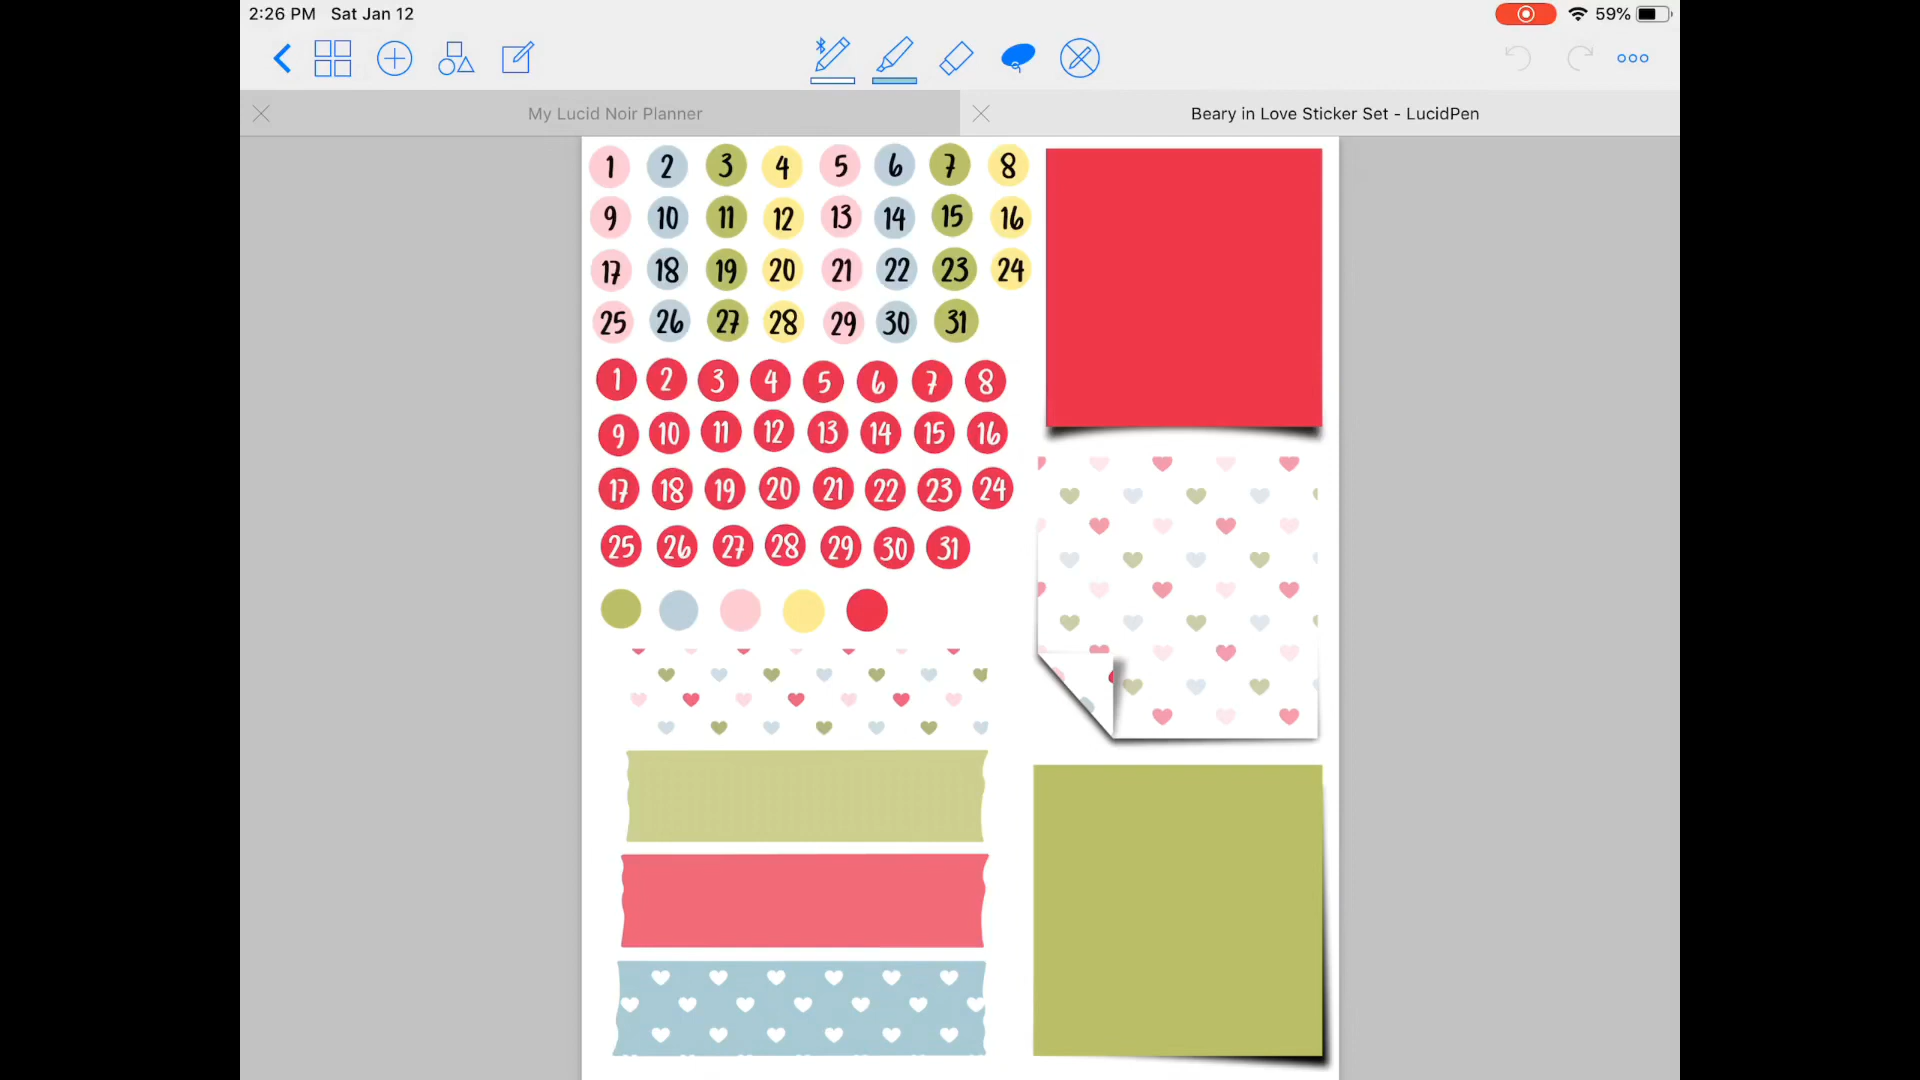 2:26 PM Sat Jan 12 59%
My Lucid Noir Planner Beary in Love Sticker Set - LucidPen
1 2 3 4 5 6 7 8
9 10 11 12 13 14 15 16
17 18 19 20 21 22 23 24
25 26 27 28 29 30 31
1 2 3 4 5 6 7 8
9 10 11 12 13 14 15 16
17 18 19 20 21 22 23 24
25 26 27 28 29 30 31